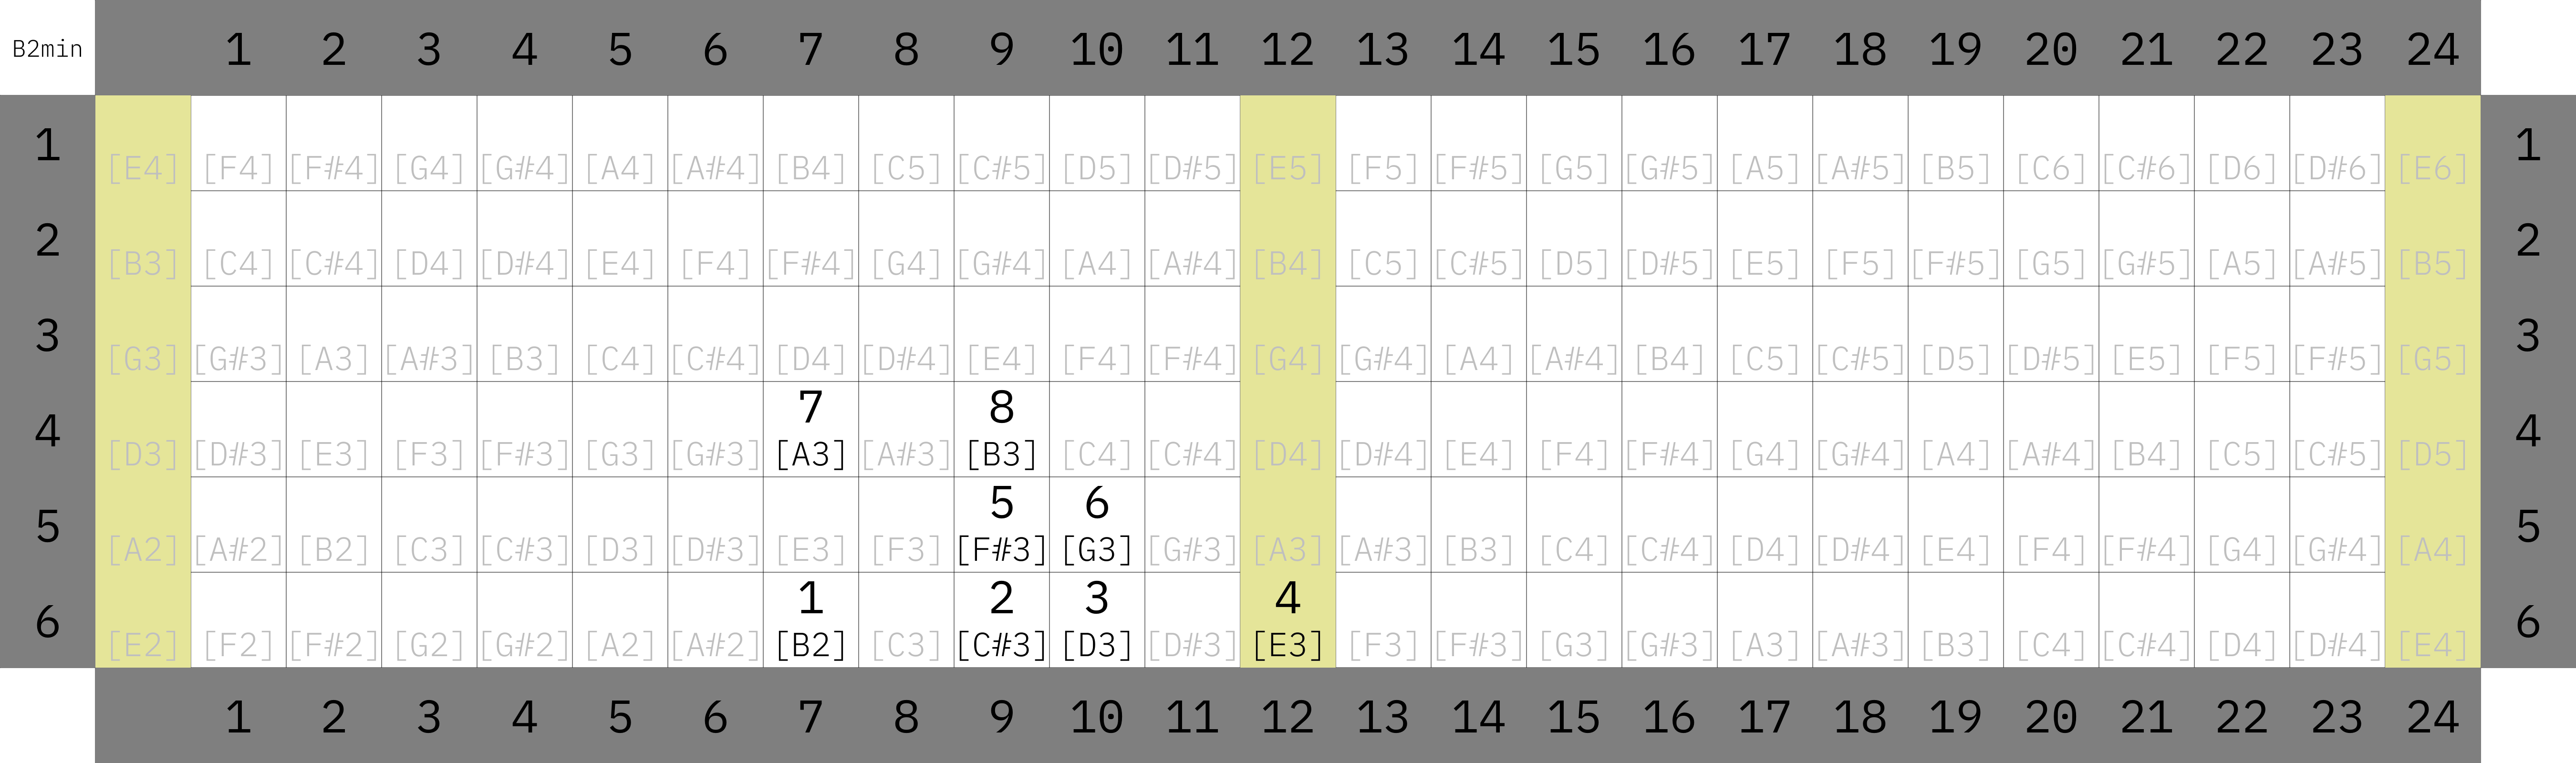 B2min 1 2 3 4 5 6 7 8 9 10 11 12 13 14 15 16 17 18 19 20 21 22 23 24
1 [E4] [F4] [F#4] [G4] [G#4] [A4] [A#4] [B4] [C5] [C#5] [D5] [D#5] [E5] [F5] [F#5] [G5] [G#5] [A5] [A#5] [B5] [C6] [C#6] [D6] [D#6] [E6] 1
2 [B3] [C4] [C#4] [D4] [D#4] [E4] [F4] [F#4] [G4] [G#4] [A4] [A#4] [B4] [C5] [C#5] [D5] [D#5] [E5] [F5] [F#5] [G5] [G#5] [A5] [A#5] [B5] 2
3 [G3] [G#3] [A3] [A#3] [B3] [C4] [C#4] [D4] [D#4] [E4] [F4] [F#4] [G4] [G#4] [A4] [A#4] [B4] [C5] [C#5] [D5] [D#5] [E5] [F5] [F#5] [G5] 3
7 8
4 [D3] [D#3] [E3] [F3] [F#3] [G3] [G#3] [A3] [A#3] [B3] [C4] [C#4] [D4] [D#4] [E4] [F4] [F#4] [G4] [G#4] [A4] [A#4] [B4] [C5] [C#5] [D5] 4
5 6
5 [A2] [A#2] [B2] [C3] [C#3] [D3] [D#3] [E3] [F3] [F#3] [G3] [G#3] [A3] [A#3] [B3] [C4] [C#4] [D4] [D#4] [E4] [F4] [F#4] [G4] [G#4] [A4] 5
1 2 3 4
6 [E2] [F2] [F#2] [G2] [G#2] [A2] [A#2] [B2] [C3] [C#3] [D3] [D#3] [E3] [F3] [F#3] [G3] [G#3] [A3] [A#3] [B3] [C4] [C#4] [D4] [D#4] [E4] 6
1 2 3 4 5 6 7 8 9 10 11 12 13 14 15 16 17 18 19 20 21 22 23 24